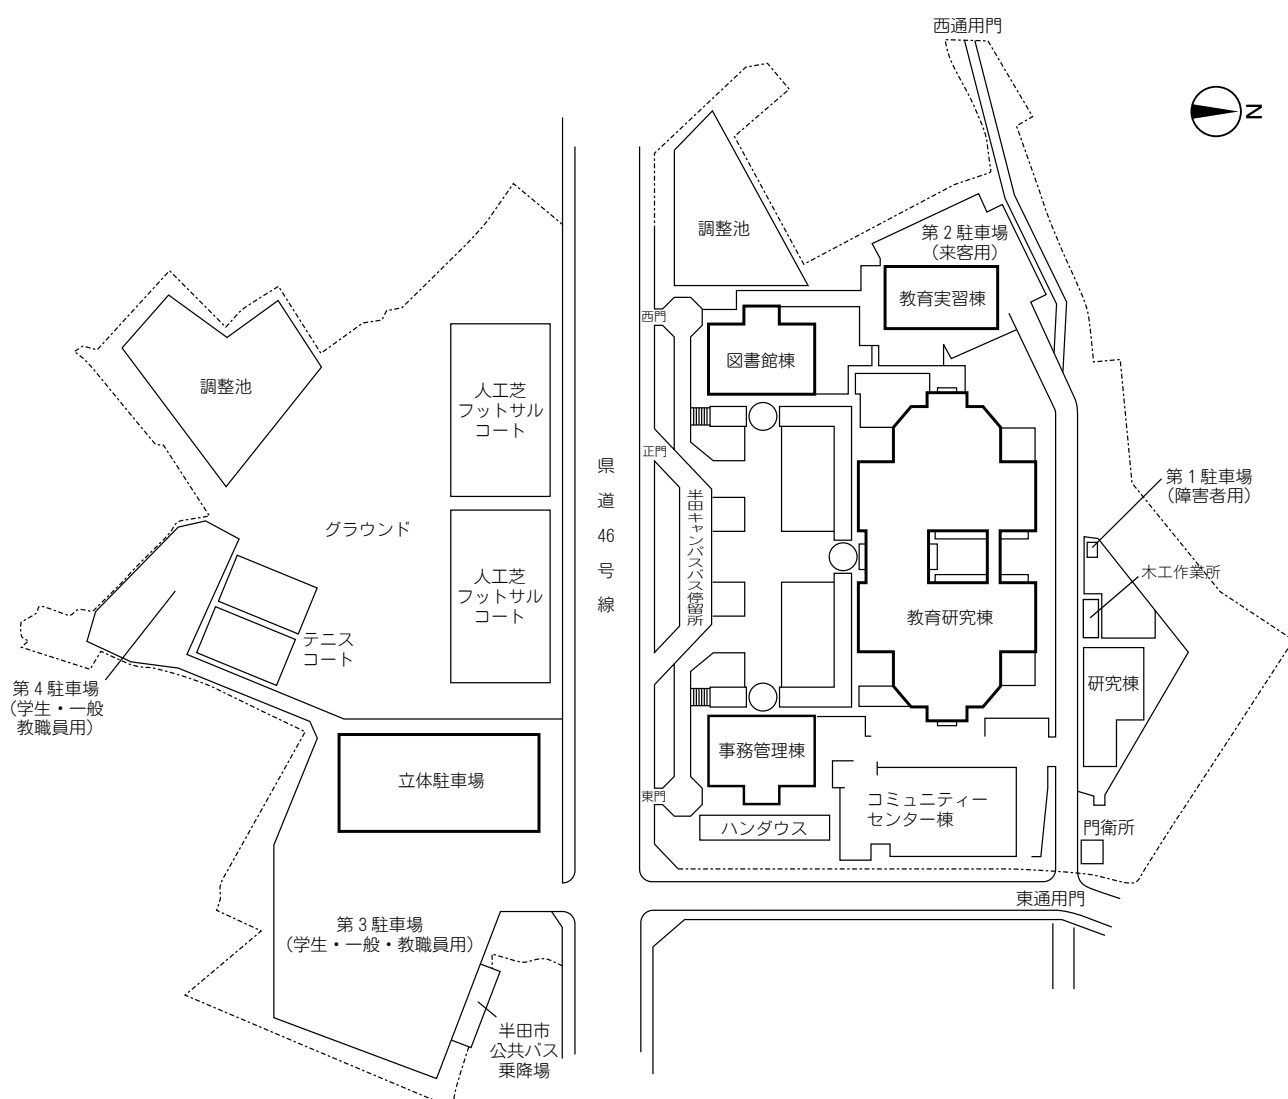 西通用門
N
調整池
第２駐車場
（来客用）
教育実習棟
西門
図書館棟
調整池
人工芝
フットサル
コート
正門
県道46号線
半田キャンパスバス停留所
第１駐車場
（障害者用）
グラウンド
人工芝
フットサル
コート
木工作業所
教育研究棟
テニス
コート
第４駐車場
（学生・一般
教職員用）
研究棟
事務管理棟
立体駐車場
東門
コミュニティー
センター棟
ハンダウス
門衛所
東通用門
第３駐車場
（学生・一般・教職員用）
半田市
公共バス
乗降場